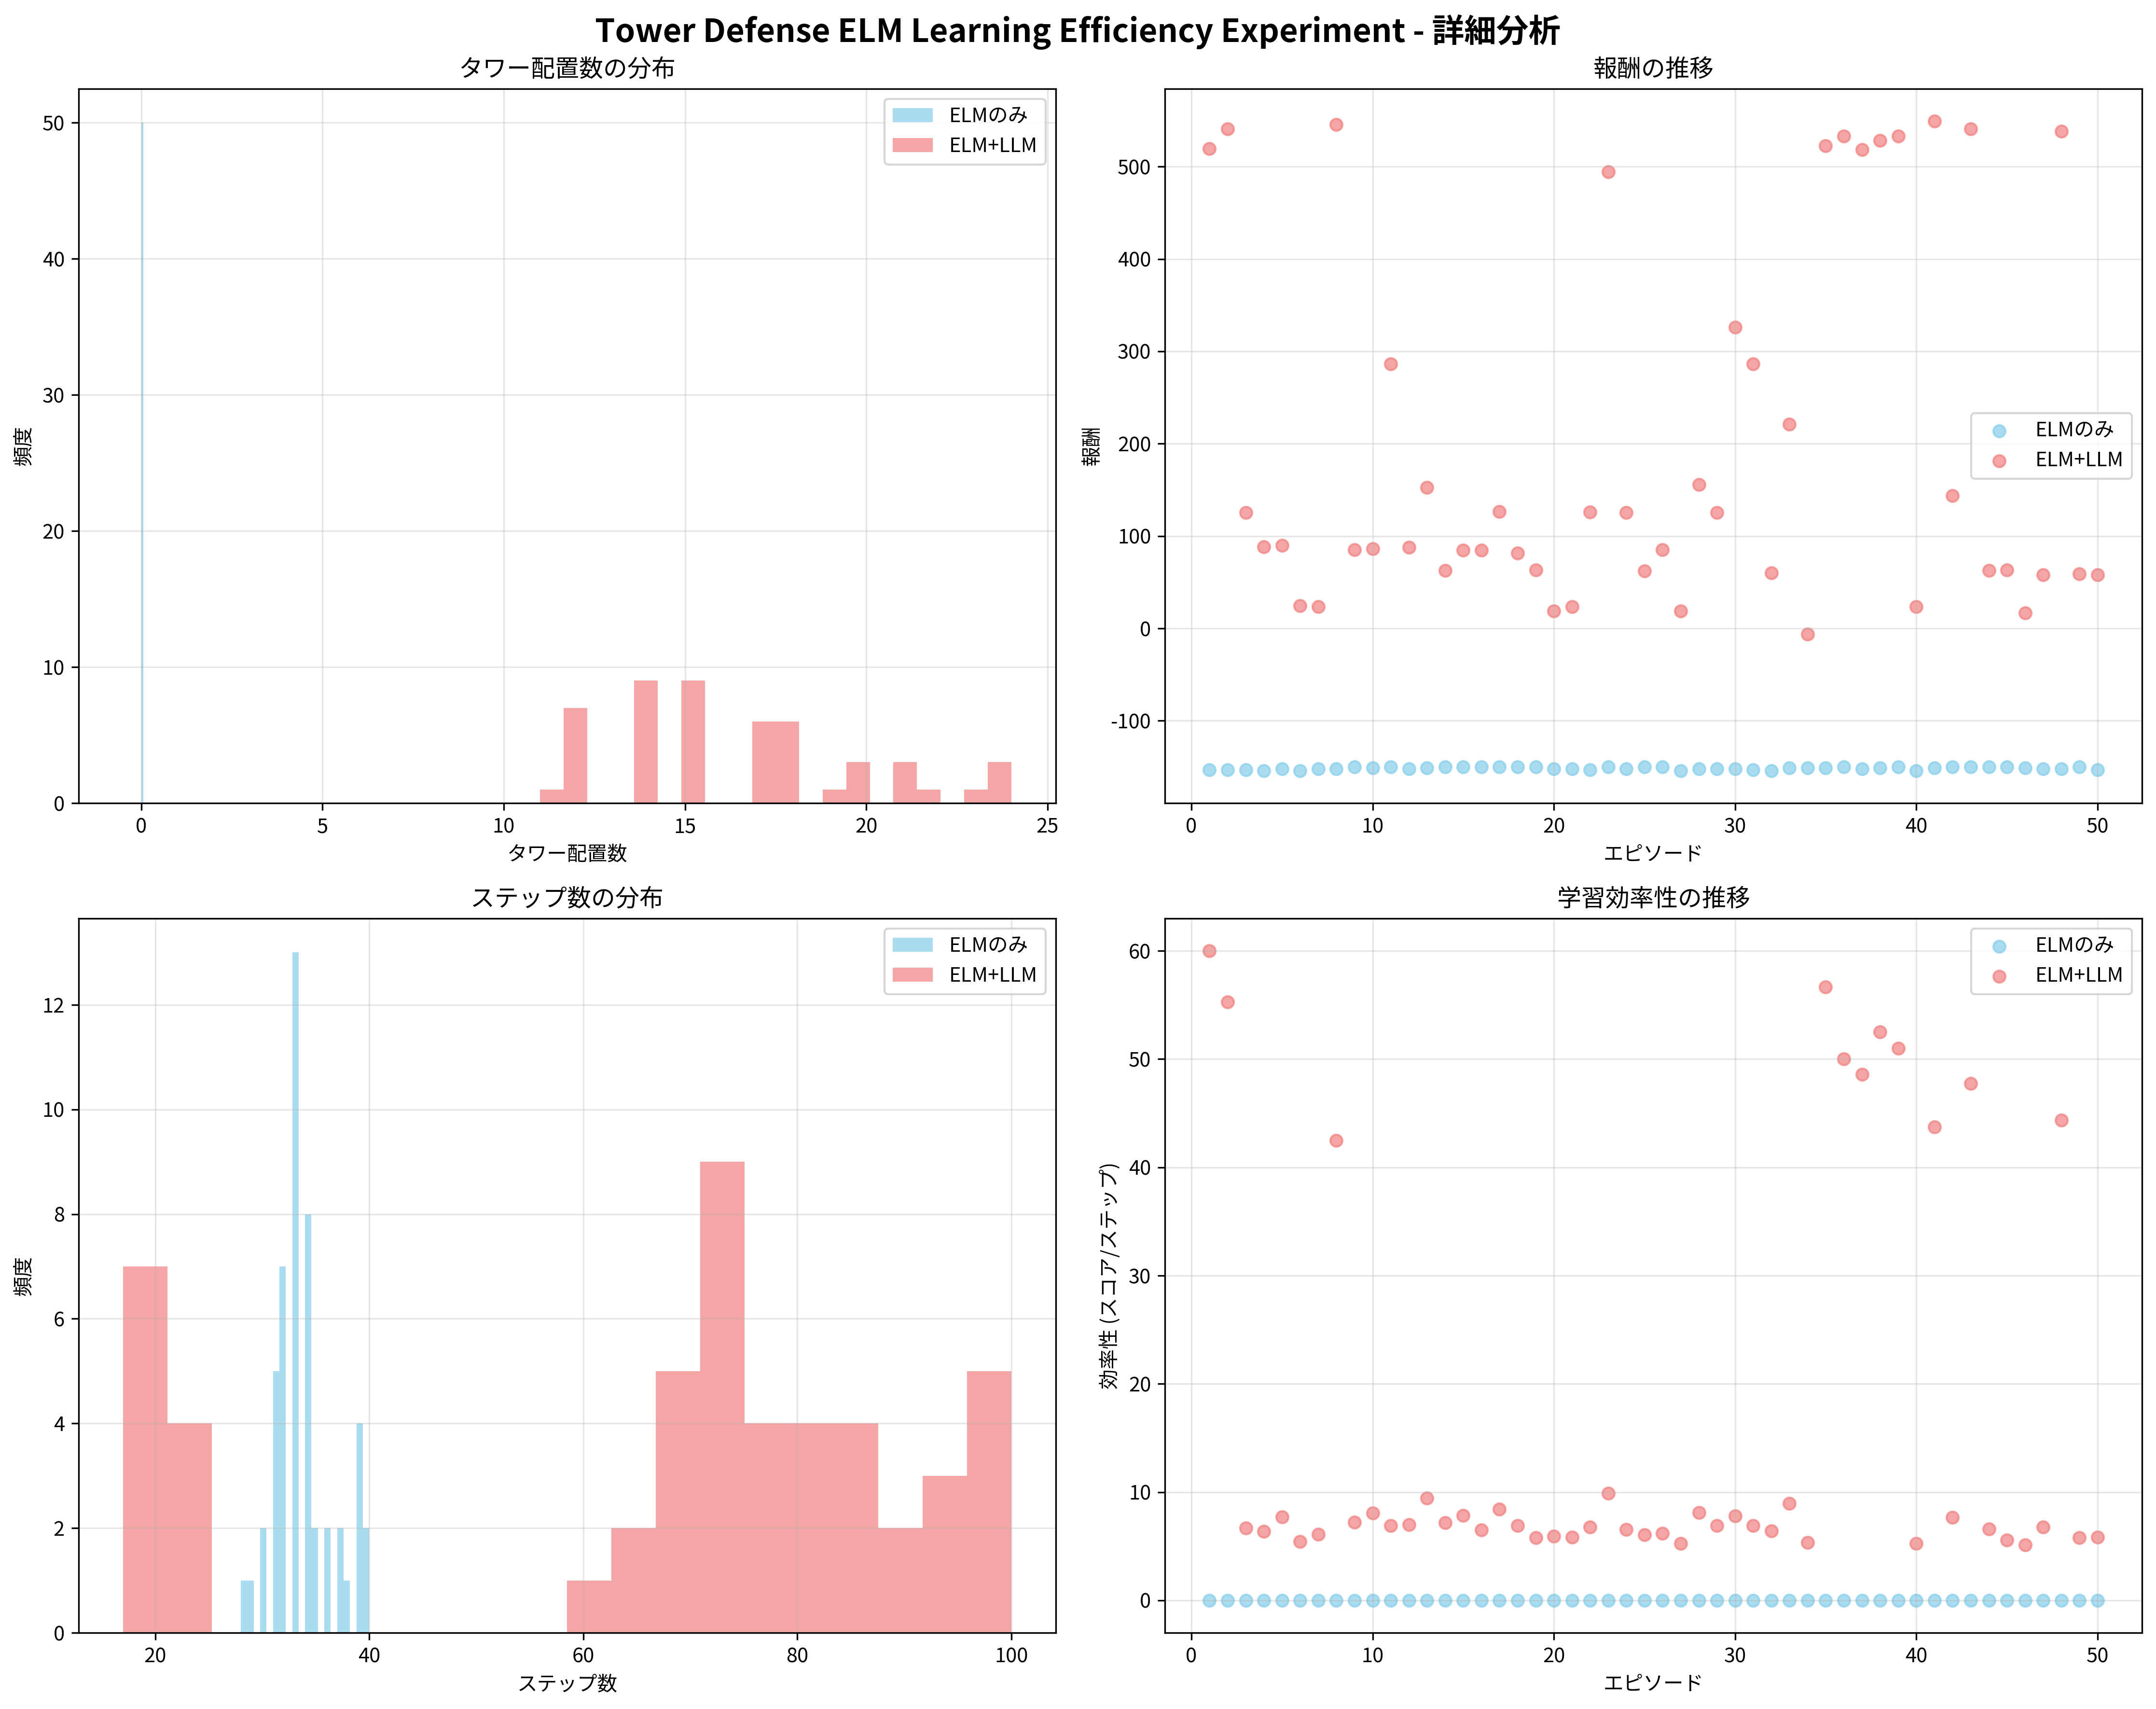 Tower Defense ELM Learning Efficiency Experiment - 詳細分析
タワー配置数の分布
50
40
30
20
10
0
頻度
0 5 10 15 20 25
タワー配置数
ELMのみ
ELM+LLM
報酬の推移
500
400
300
200
100
0
-100
報酬
0 10 20 30 40 50
エピソード
ELMのみ
ELM+LLM
ステップ数の分布
12
10
8
6
4
2
0
頻度
20 40 60 80 100
ステップ数
ELMのみ
ELM+LLM
学習効率性の推移
60
50
40
30
20
10
0
効率性 (スコア/ステップ)
0 10 20 30 40 50
エピソード
ELMのみ
ELM+LLM